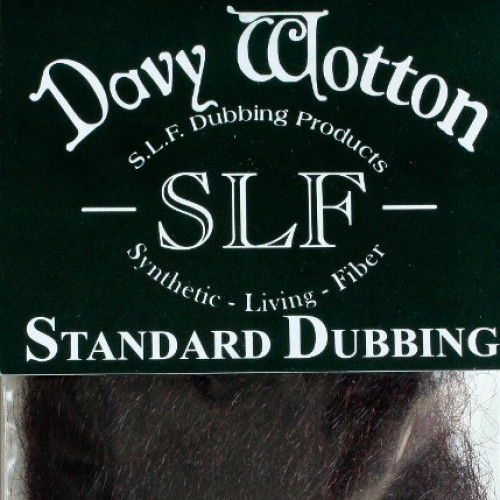 Davy Wotton
S.L.F. Dubbing Products
— SLF —
Synthetic - Living - Fiber
STANDARD DUBBING